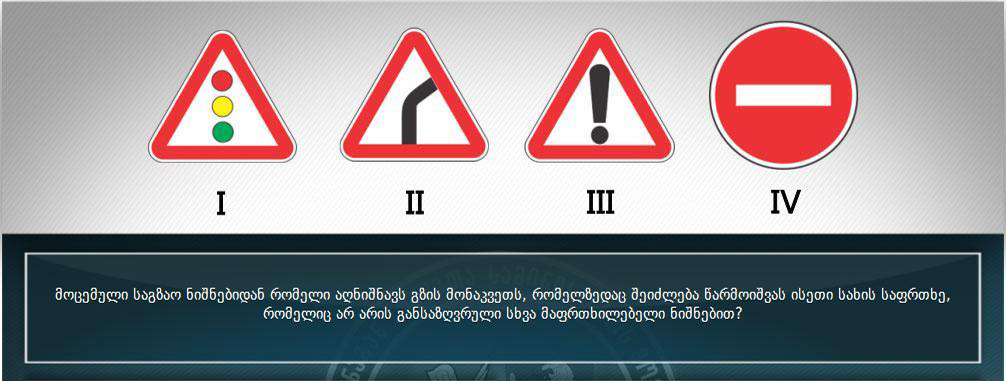 I II III IV
მოცემული საგზაო ნიშნებიდან რომელი აღნიშნავს გზის მონაკვეთს, რომელზედაც შეიძლება წარმოიშვას ისეთი სახის საფრთხე,
რომელიც არ არის განსაზღვრული სხვა მაფრთხილებელი ნიშნებით?